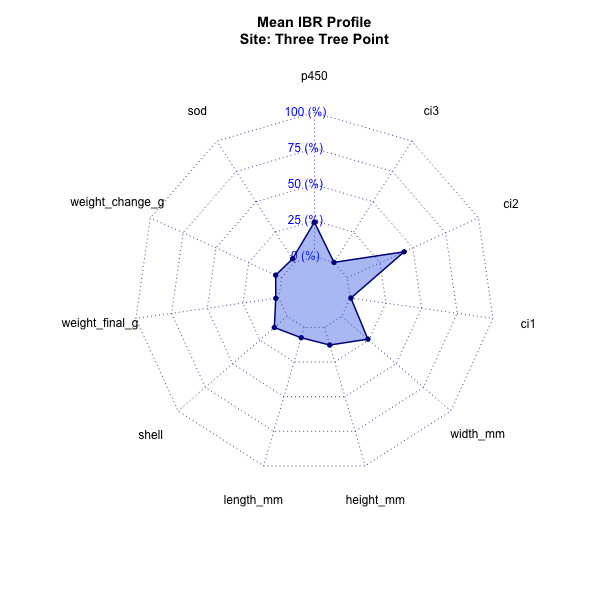 Mean IBR Profile
Site: Three Tree Point
p450
sod
ci3
100 (%)
75 (%)
weight_change_g
ci2
50 (%)
25 (%)
0 (%)
weight_final_g
ci1
shell
width_mm
length_mm
height_mm